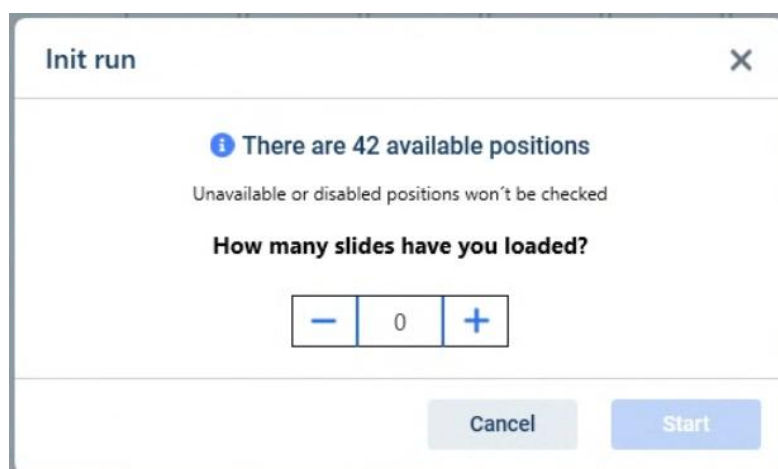 Init run
There are 42 available positions
Unavailable or disabled positions won´t be checked
How many slides have you loaded?
0
Cancel Start